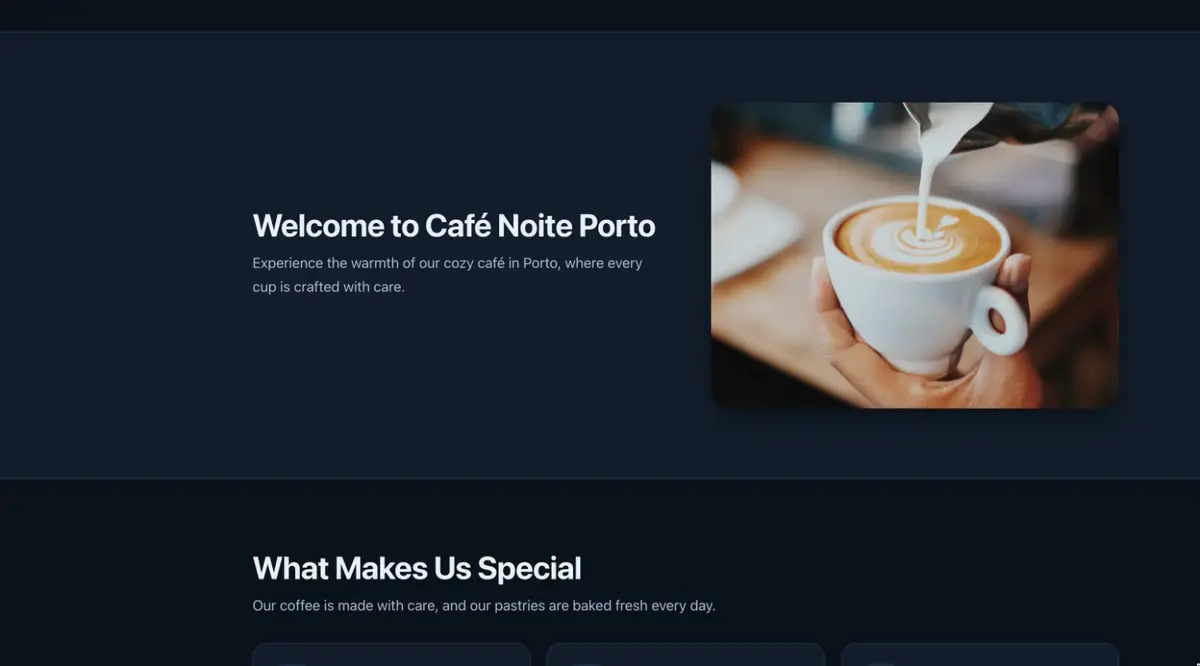 Welcome to Café Noite Porto
Experience the warmth of our cozy café in Porto, where every
cup is crafted with care.
What Makes Us Special
Our coffee is made with care, and our pastries are baked fresh every day.